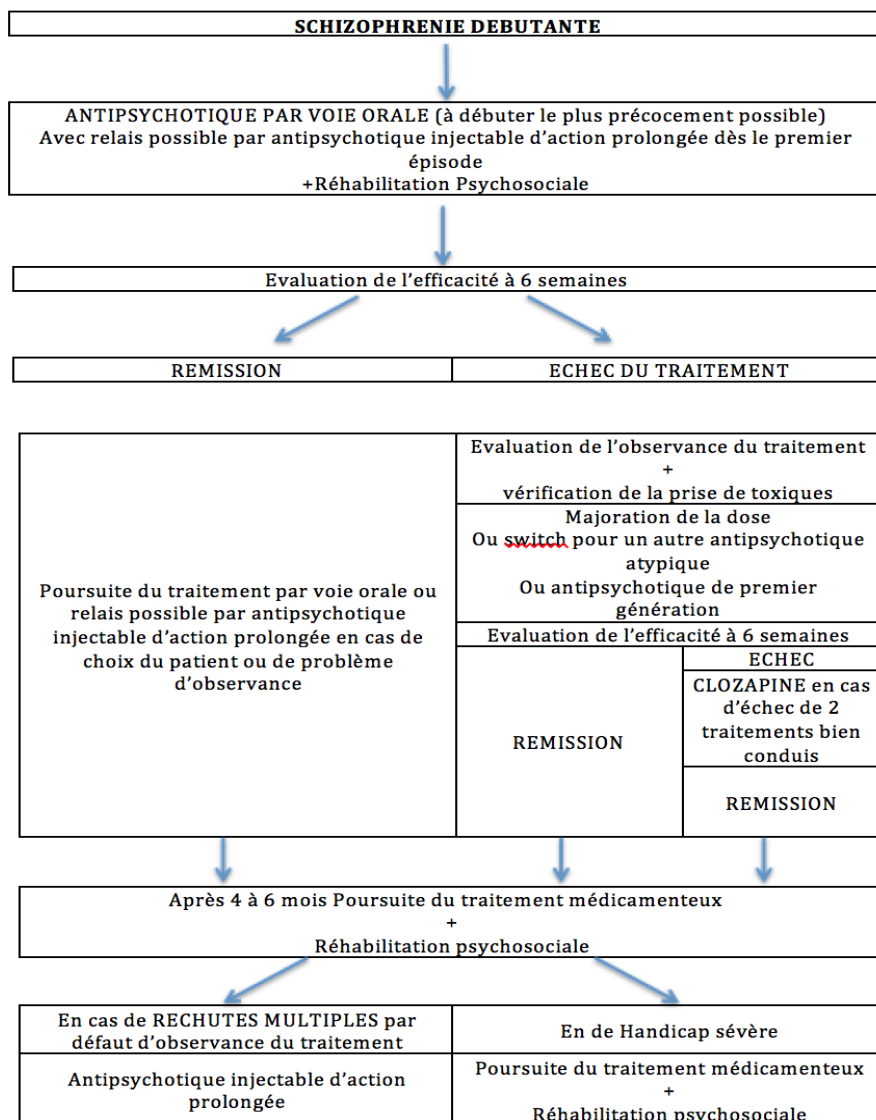 SCHIZOPHRENIE DEBUTANTE
ANTIPSYCHOTIQUE PAR VOIE ORALE (à débuter le plus précocement possible)
Avec relais possible par antipsychotique injectable d'action prolongée dès le premier
épisode
+Réhabilitation Psychosociale
Evaluation de l'efficacité à 6 semaines
REMISSION
ECHEC DU TRAITEMENT
Poursuite du traitement par voie orale ou
relais possible par antipsychotique
injectable d'action prolongée en cas de
choix du patient ou de problème
d'observance
Evaluation de l'observance du traitement
+
vérification de la prise de toxiques
Majoration de la dose
Ou switch pour un autre antipsychotique
atypique
Ou antipsychotique de premier
génération
Evaluation de l'efficacité à 6 semaines
REMISSION
ECHEC
CLOZAPINE en cas
d'échec de 2
traitements bien
conduis
REMISSION
Après 4 à 6 mois Poursuite du traitement médicamenteux
+
Réhabilitation psychosociale
En cas de RECHUTES MULTIPLES par
défaut d'observance du traitement
Antipsychotique injectable d'action
prolongée
En de Handicap sévère
Poursuite du traitement médicamenteux
+
Réhabilitation psychosociale